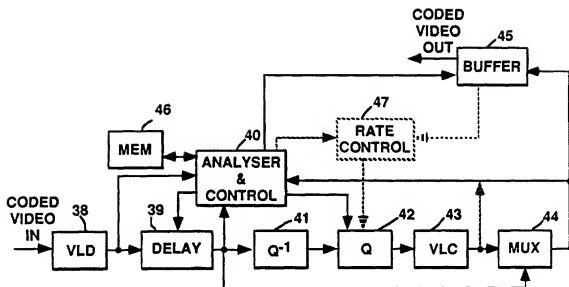 CODED
VIDEO
OUT
45
BUFFER
47
RATE
CONTROL
46
MEM
40
ANALYSER
&
CONTROL
CODED
VIDEO
IN
38
VLD
39
DELAY
41
Q-1
42
Q
43
VLC
44
MUX